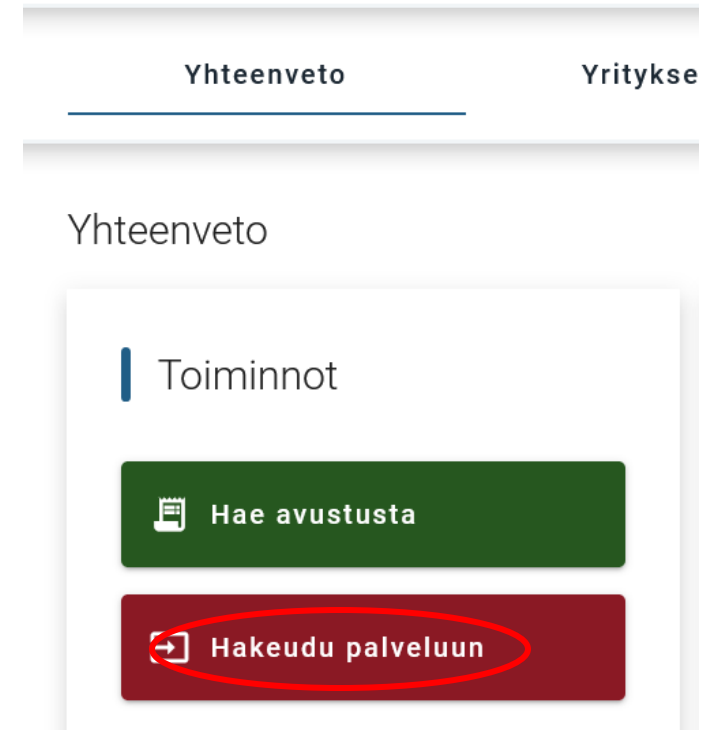 Yhteenveto Yritykse
Yhteenveto
Toiminnot
Hae avustusta
Hakeudu palveluun